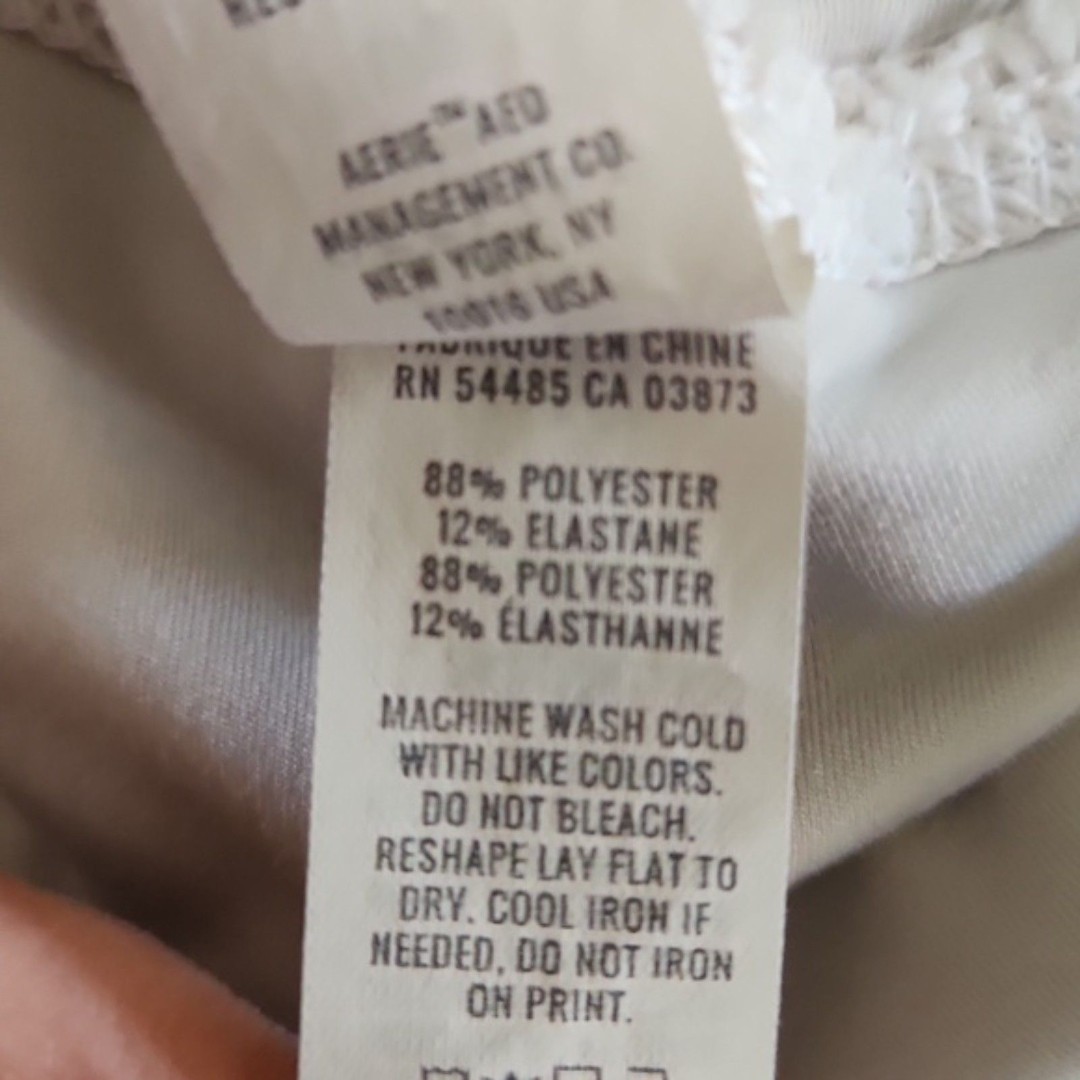 AERIE™ AEO
MANAGEMENT CO.
NEW YORK, NY
10016 USA
FABRIQUE EN CHINE
RN 54485 CA 03873
88% POLYESTER
12% ELASTANE
88% POLYESTER
12% ÉLASTHANNE
MACHINE WASH COLD
WITH LIKE COLORS.
DO NOT BLEACH.
RESHAPE LAY FLAT TO
DRY. COOL IRON IF
NEEDED, DO NOT IRON
ON PRINT.